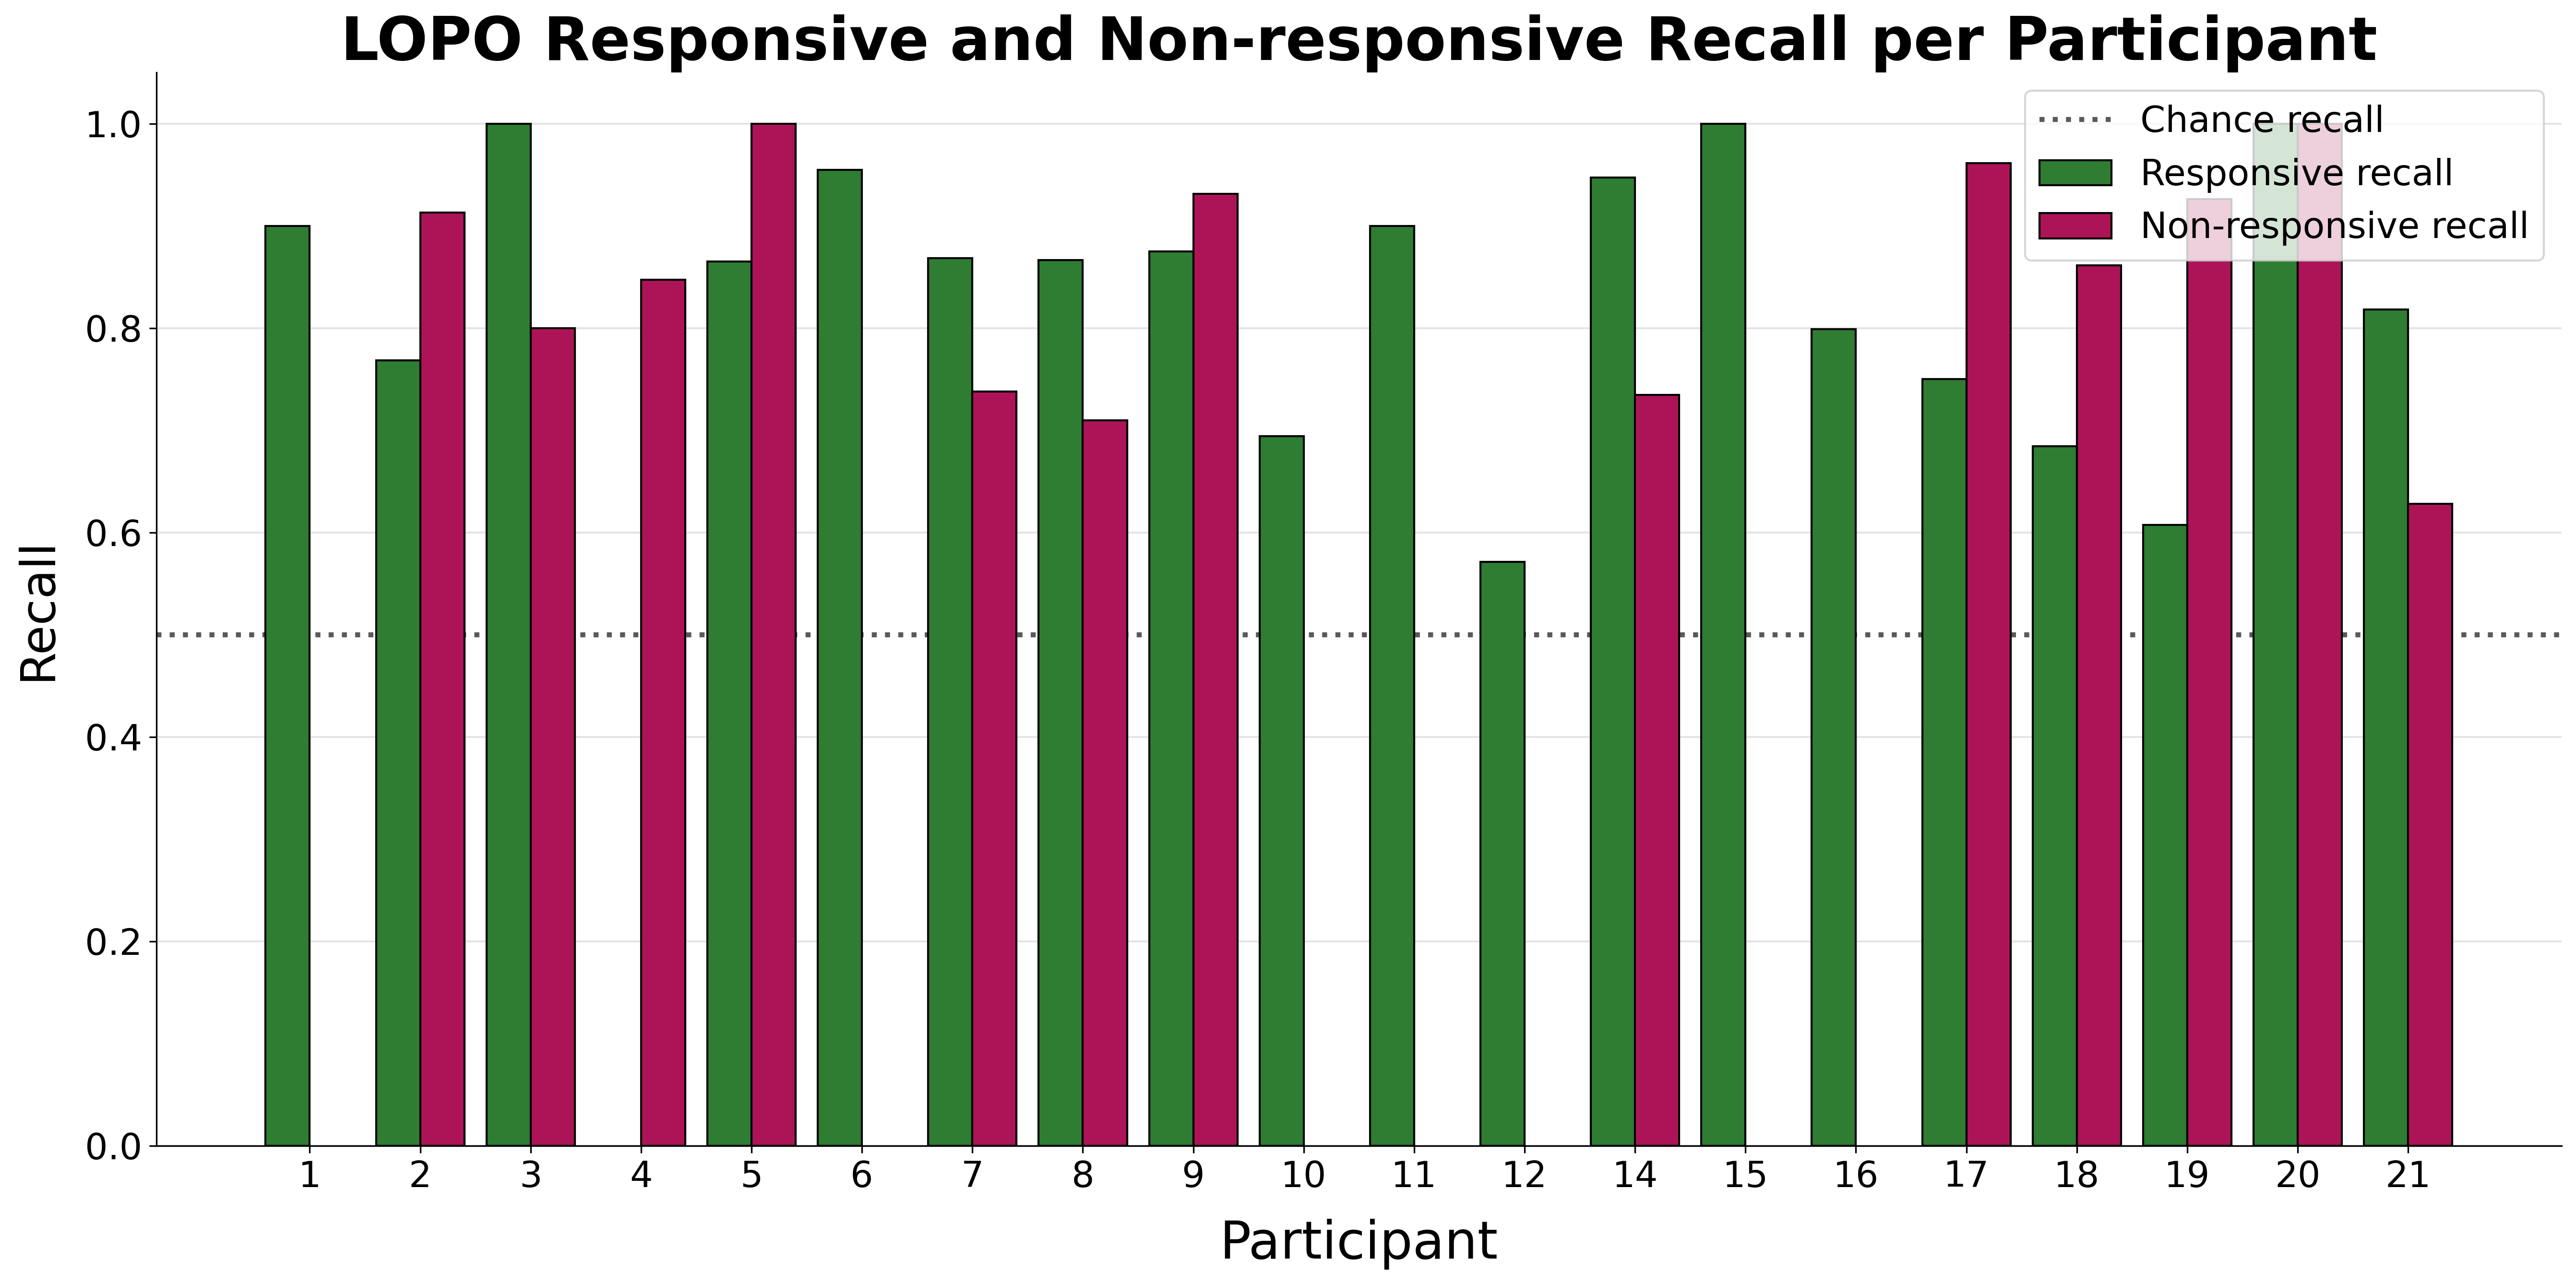 LOPO Responsive and Non-responsive Recall per Participant
Chance recall
Responsive recall
Non-responsive recall
1.0
0.8
0.6
0.4
0.2
0.0
Recall
1 2 3 4 5 6 7 8 9 10 11 12 14 15 16 17 18 19 20 21
Participant